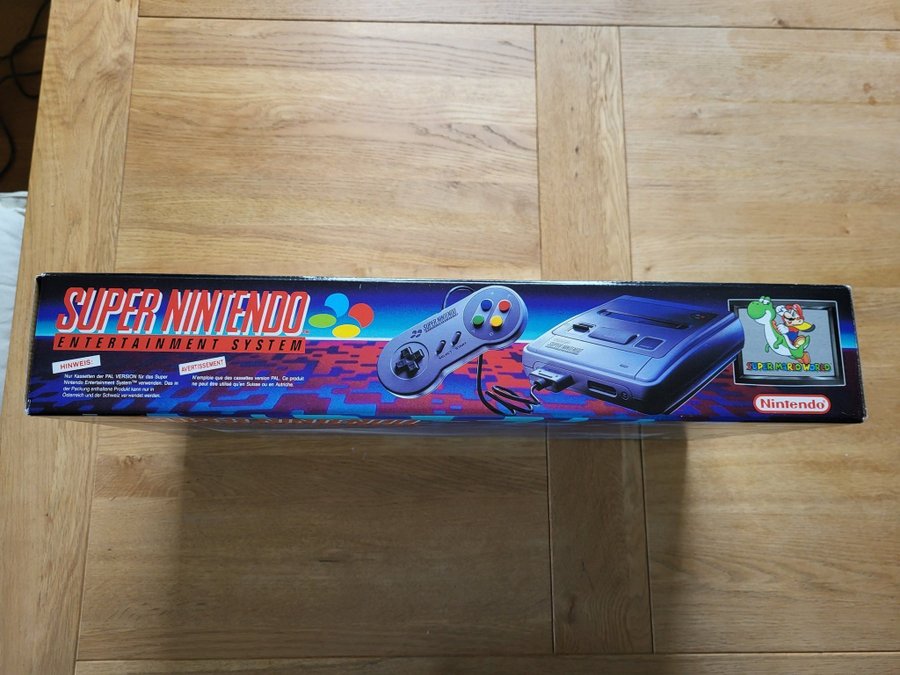 SUPER NINTENDO
ENTERTAINMENT SYSTEM
HINWEIS:
Nur Kassetten der PAL VERSION für das Super
Nintendo Entertainment System™ verwenden. Das in
der Packung enthaltene Produkt kann nur in
Österreich und der Schweiz verwendet werden.
AVERTISSEMENT
N'emploie que des cassettes version PAL. Ce produit
ne peut être utilisé qu'en Suisse ou en Autriche.
SUPER NINTENDO
SUPER MARIO WORLD
Nintendo